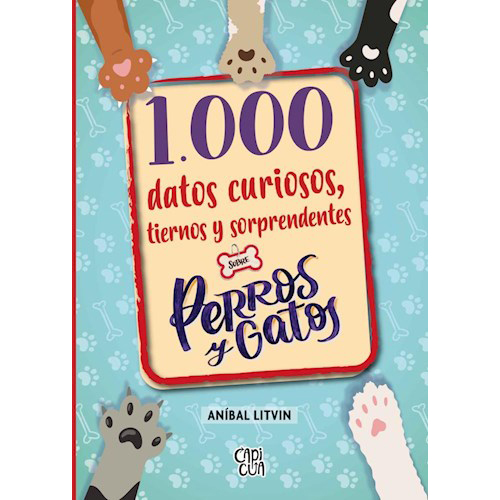 1.000
datos curiosos,
tiernos y sorprendentes
SOBRE
PERROS
y Gatos
ANÍBAL LITVIN
CAPI
CUA